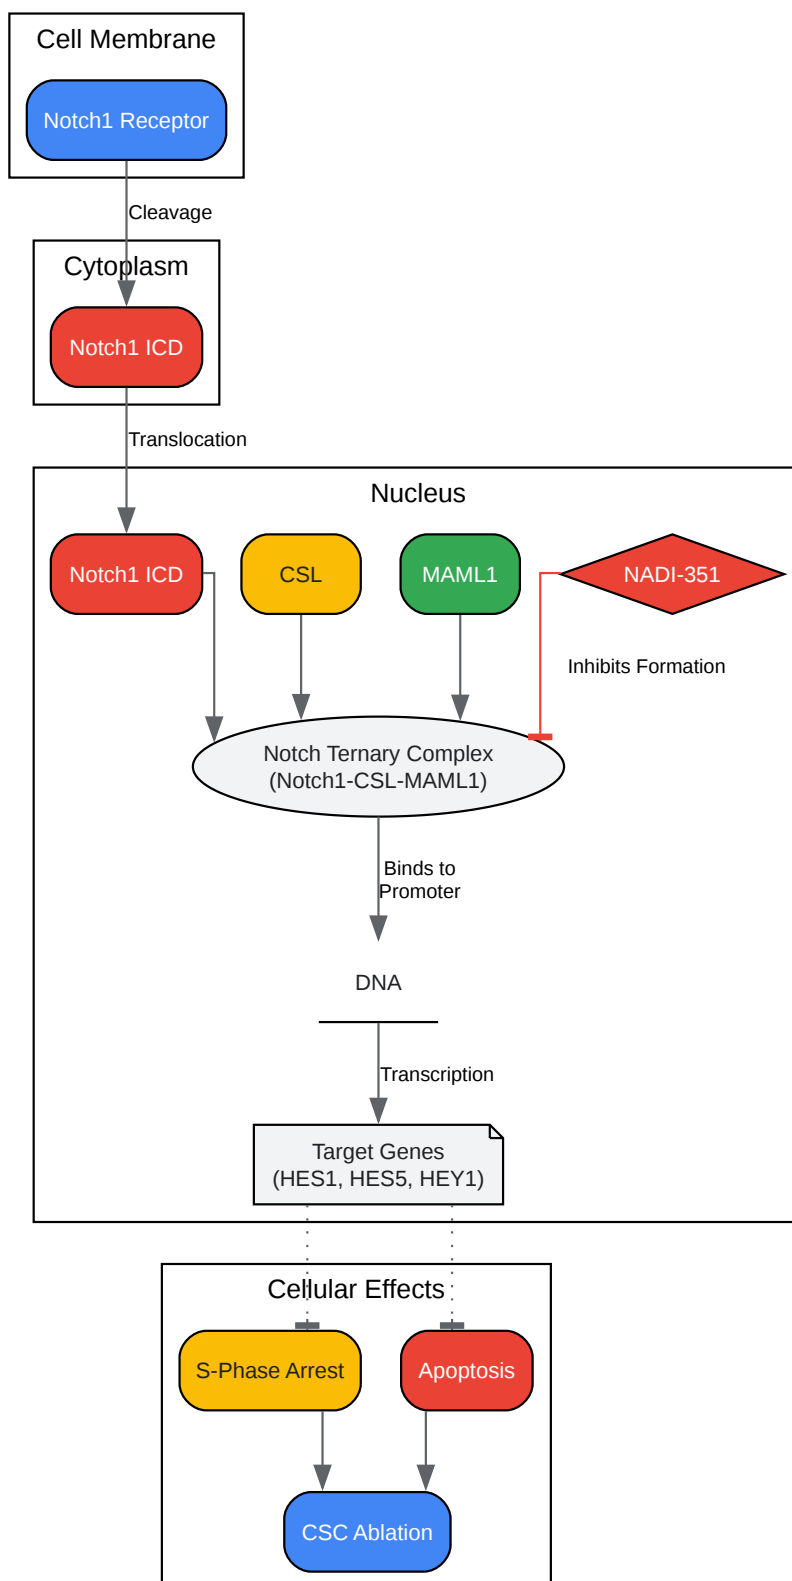 Cell Membrane
Notch1 Receptor
Cleavage
Cytoplasm
Notch1 ICD
Translocation
Nucleus
Notch1 ICD
CSL
MAML1
NADI-351
Inhibits Formation
Notch Ternary Complex
(Notch1-CSL-MAML1)
Binds to
Promoter
DNA
Transcription
Target Genes
(HES1, HES5, HEY1)
Cellular Effects
S-Phase Arrest
Apoptosis
CSC Ablation